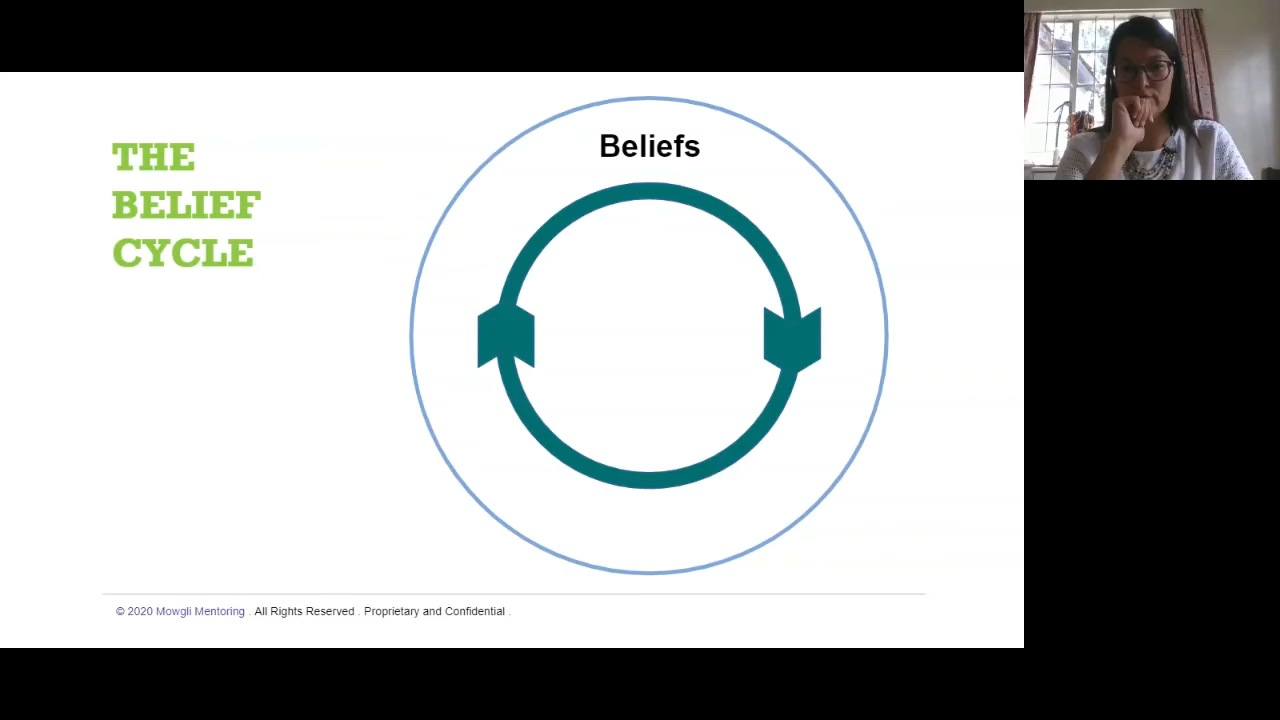 THE
BELIEF
CYCLE
Beliefs
© 2020 Mowgli Mentoring . All Rights Reserved . Proprietary and Confidential .